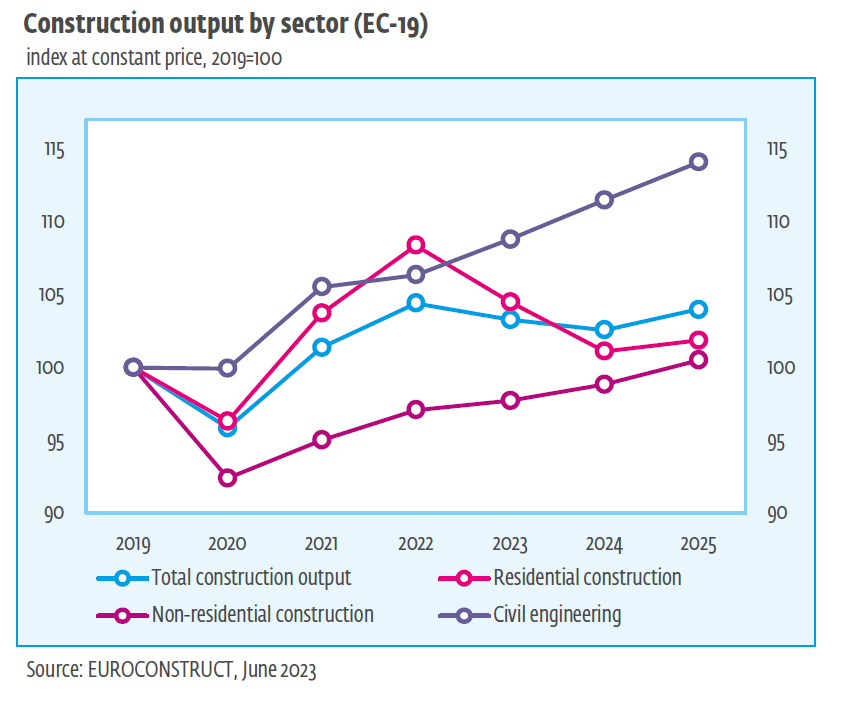 Construction output by sector (EC-19)
index at constant price, 2019=100
115 115
110 110
105 105
100 100
95 95
90 90
2019 2020 2021 2022 2023 2024 2025
Total construction output Residential construction
Non-residential construction Civil engineering
Source: EUROCONSTRUCT, June 2023